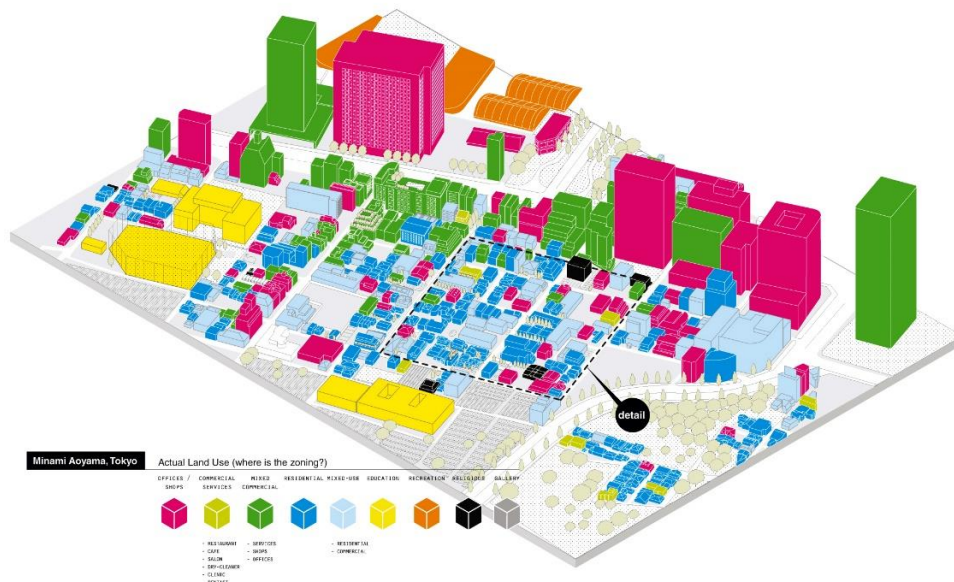 detail
Minami Aoyama, Tokyo
Actual Land Use (where is the zoning?)
OFFICES / SHOPS
COMMERCIAL SERVICES
MIXED COMMERCIAL
RESIDENTIAL
MIXED-USE
EDUCATION
RECREATION
RELIGIOUS
GALLERY
- RESTAURANT
- CAFE
- SALON
- DRY-CLEANER
- CLINIC
- SERVICES
- SHOPS
- OFFICES
- RESIDENTIAL
- COMMERCIAL